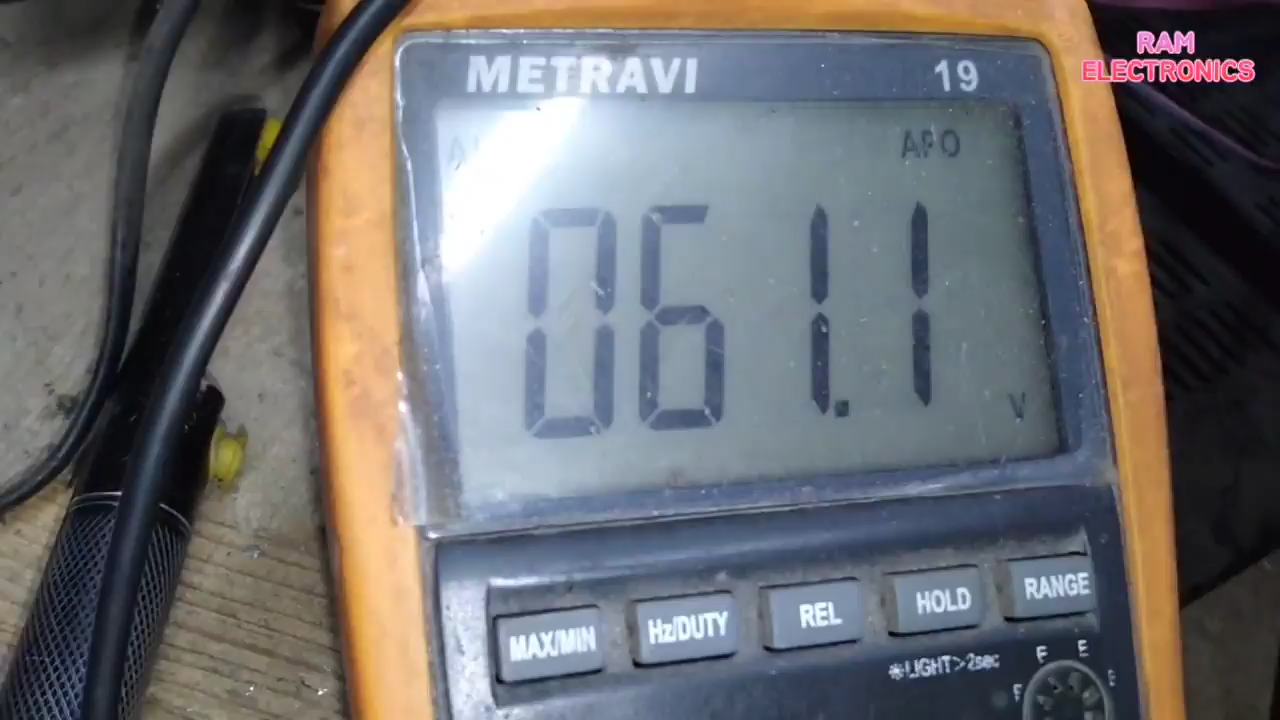 RAM
ELECTRONICS
METRAVI 19
APO
061.1 V
MAX/MIN Hz/DUTY REL HOLD RANGE
☀LIGHT>2sec
F E E
F